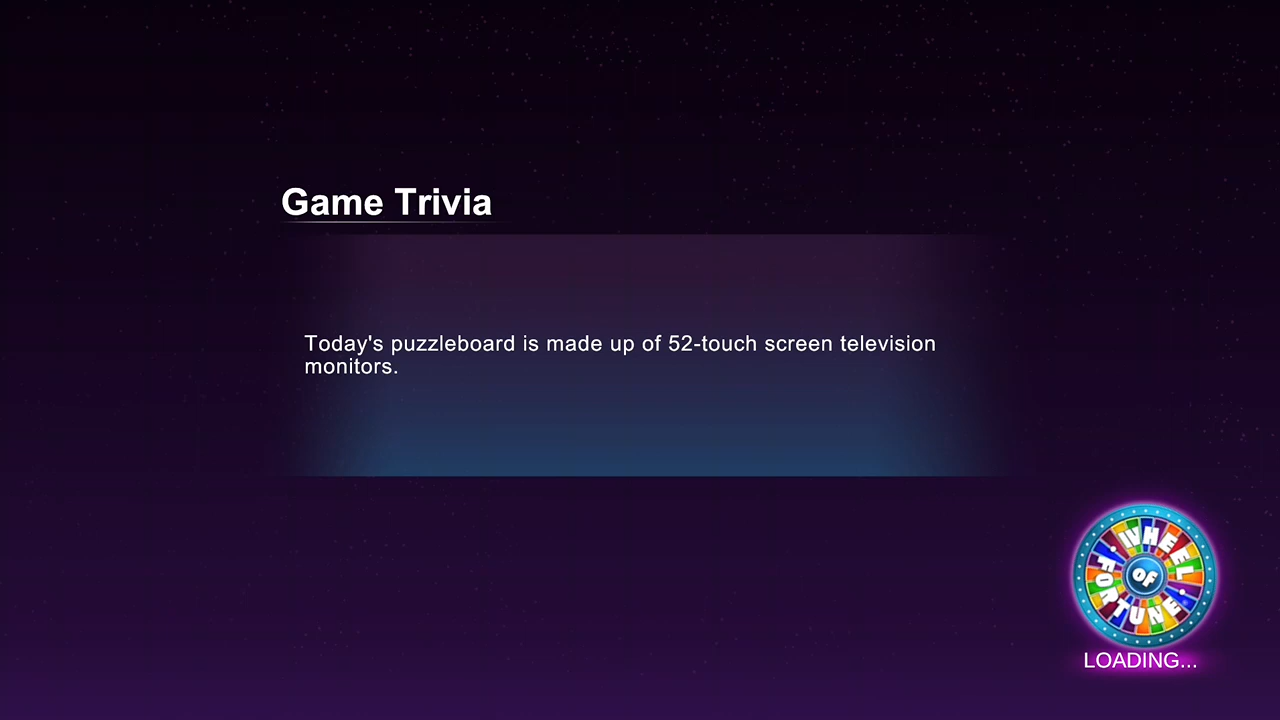 Game Trivia
Today's puzzleboard is made up of 52-touch screen television
monitors.
WHEEL
OF
FORTUNE
LOADING...